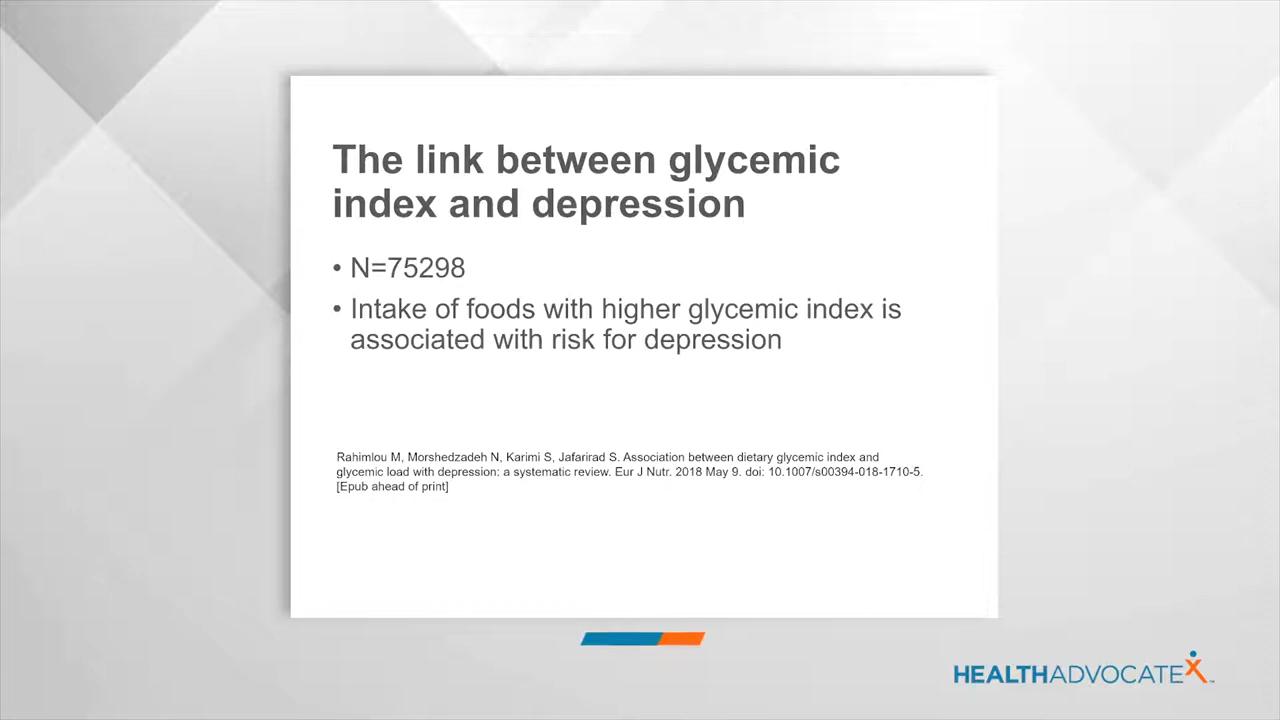 The link between glycemic
index and depression
• N=75298
• Intake of foods with higher glycemic index is
associated with risk for depression
Rahimlou M, Morshedzadeh N, Karimi S, Jafarirad S. Association between dietary glycemic index and
glycemic load with depression: a systematic review. Eur J Nutr. 2018 May 9. doi: 10.1007/s00394-018-1710-5.
[Epub ahead of print]
HEALTHADVOCATEX™